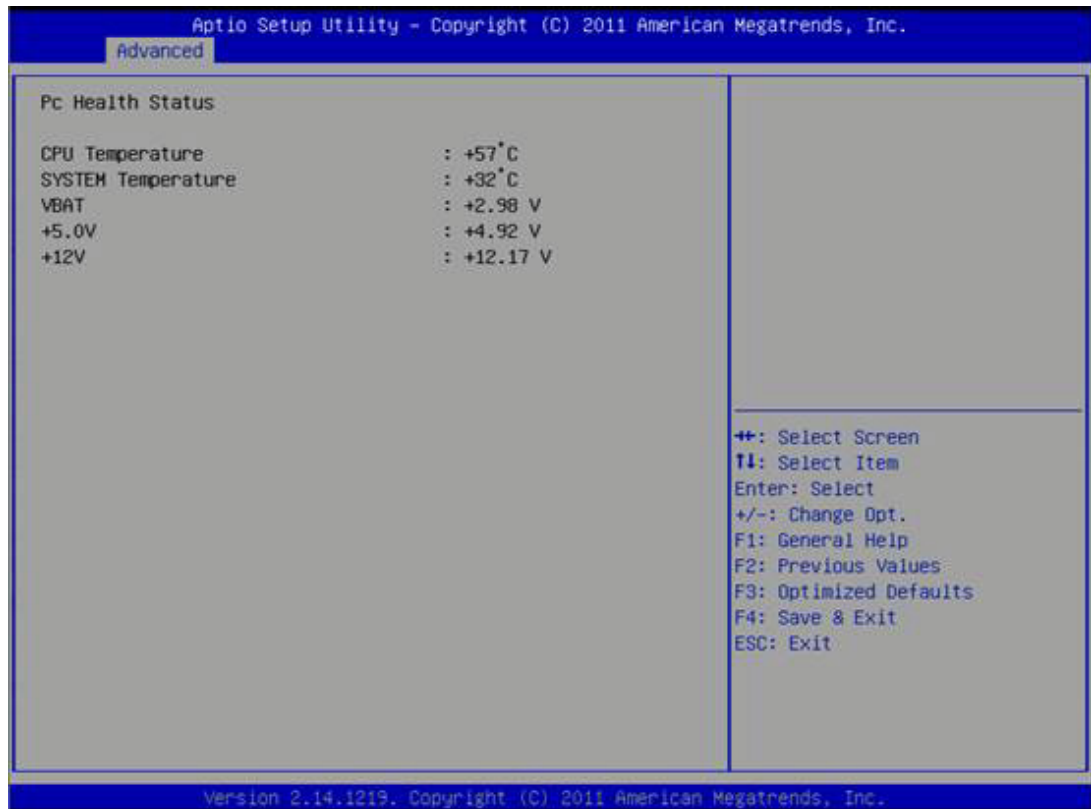 Aptio Setup Utility - Copyright (C) 2011 American Megatrends, Inc.
Advanced
Pc Health Status
CPU Temperature : +57°C
SYSTEM Temperature : +32°C
VBAT : +2.98 V
+5.0V : +4.92 V
+12V : +12.17 V
→←: Select Screen
↑↓: Select Item
Enter: Select
+/-: Change Opt.
F1: General Help
F2: Previous Values
F3: Optimized Defaults
F4: Save & Exit
ESC: Exit
Version 2.14.1219. Copyright (C) 2011 American Megatrends, Inc.